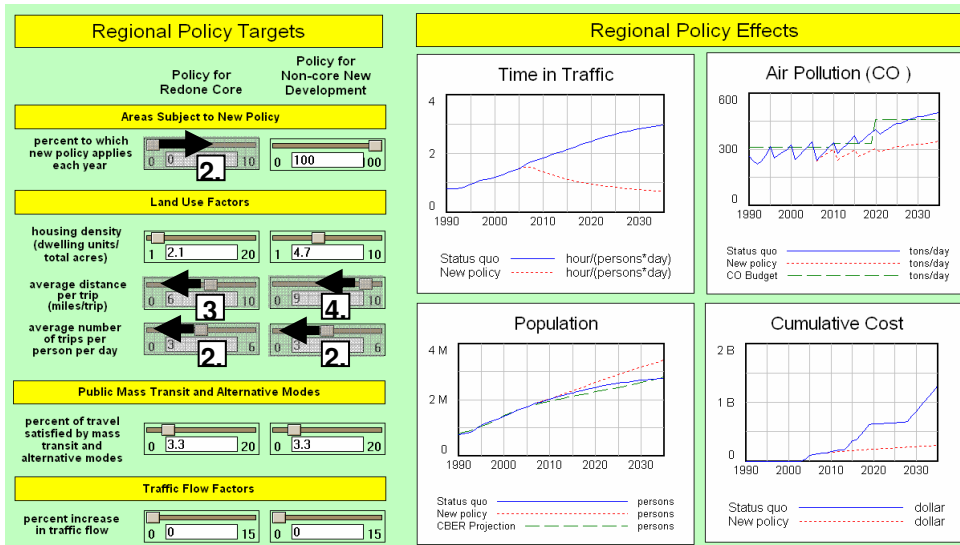 Regional Policy Targets
Policy for
Redone Core
Policy for
Non-core New
Development
Areas Subject to New Policy
percent to which
new policy applies
each year
0 0 10
2.
0 100 00
Land Use Factors
housing density
(dwelling units/
total acres)
1 2.1 20
1 4.7 10
average distance
per trip
(miles/trip)
0 6 10
3
0 9 10
4.
average number
of trips per
person per day
0 3 6
2.
0 3 6
2.
Public Mass Transit and Alternative Modes
percent of travel
satisfied by mass
transit and
alternative modes
0 3.3 20
0 3.3 20
Traffic Flow Factors
percent increase
in traffic flow
0 0 15
0 0 15
Regional Policy Effects
Time in Traffic
4
2
0
1990 2000 2010 2020 2030
Status quo hour/(persons*day)
New policy hour/(persons*day)
Air Pollution (CO )
600
300
0
1990 2000 2010 2020 2030
Status quo tons/day
New policy tons/day
CO Budget tons/day
Population
4 M
2 M
0
1990 2000 2010 2020 2030
Status quo persons
New policy persons
CBER Projection persons
Cumulative Cost
2 B
1 B
0
1990 2000 2010 2020 2030
Status quo dollar
New policy dollar